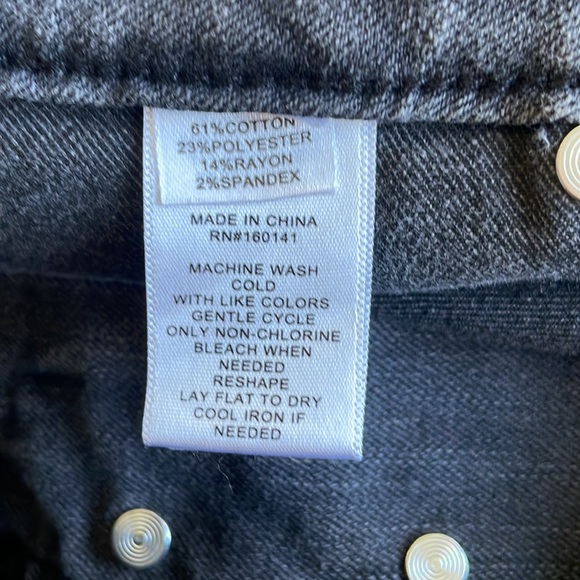 61%COTTON
23%POLYESTER
14%RAYON
2%SPANDEX
MADE IN CHINA
RN#160141
MACHINE WASH
COLD
WITH LIKE COLORS
GENTLE CYCLE
ONLY NON-CHLORINE
BLEACH WHEN
NEEDED
RESHAPE
LAY FLAT TO DRY
COOL IRON IF
NEEDED